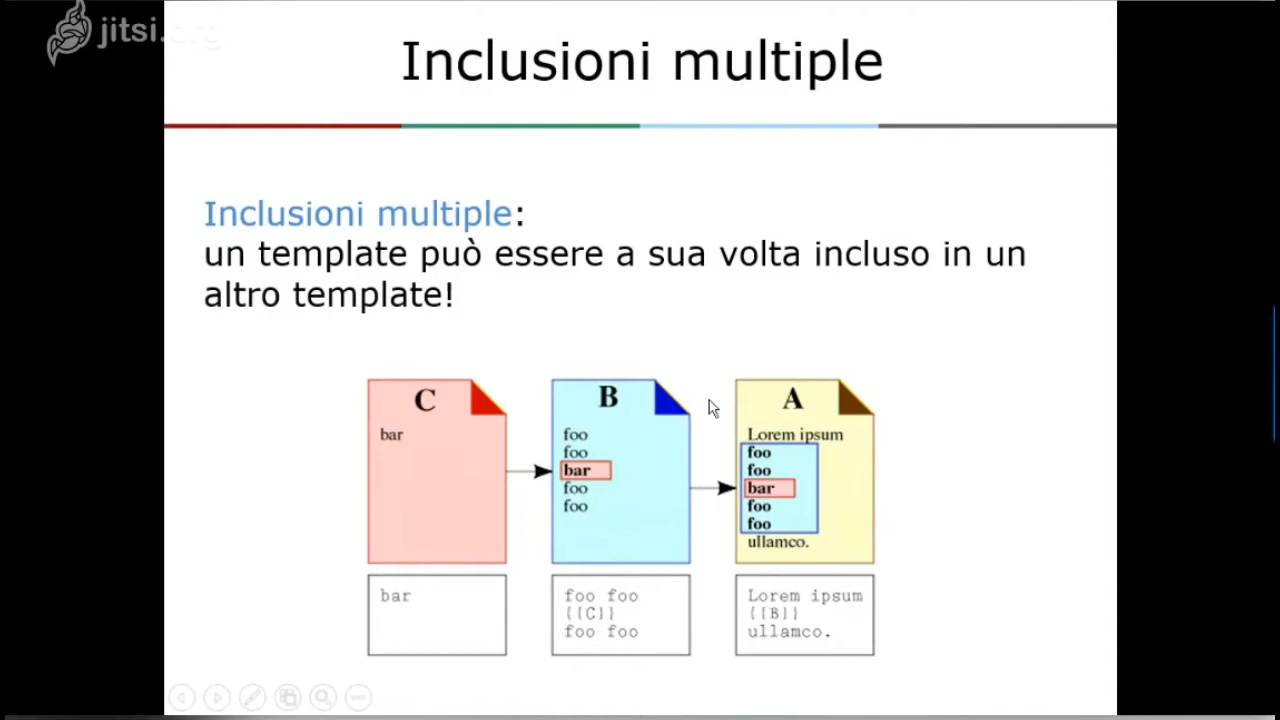 jitsi.org
Inclusioni multiple
Inclusioni multiple:
un template può essere a sua volta incluso in un
altro template!
C
bar
B
foo
foo
bar
foo
foo
A
Lorem ipsum
foo
foo
bar
foo
foo
ullamco.
bar
foo foo
{{C}}
foo foo
Lorem ipsum
{{B}}
ullamco.